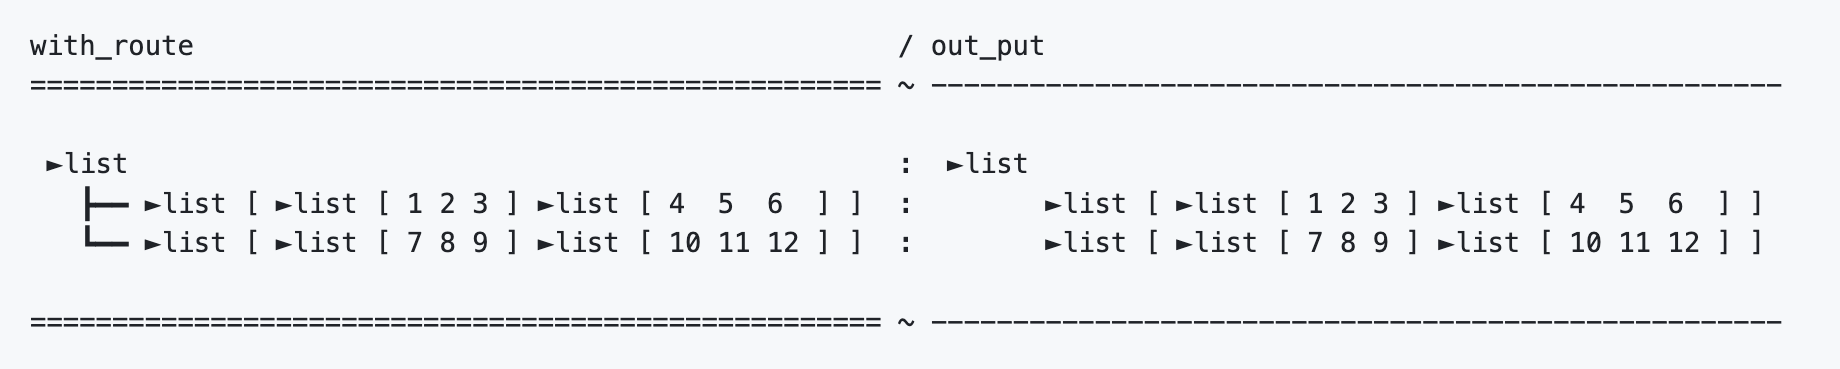 with_route                                           / out_put
==================================================== ~ ----------------------------------------------------
 ►list                                               :  ►list
   ├── ►list [ ►list [ 1 2 3 ] ►list [ 4  5  6  ] ]  :        ►list [ ►list [ 1 2 3 ] ►list [ 4  5  6  ] ]
   └── ►list [ ►list [ 7 8 9 ] ►list [ 10 11 12 ] ]  :        ►list [ ►list [ 7 8 9 ] ►list [ 10 11 12 ] ]
==================================================== ~ ----------------------------------------------------